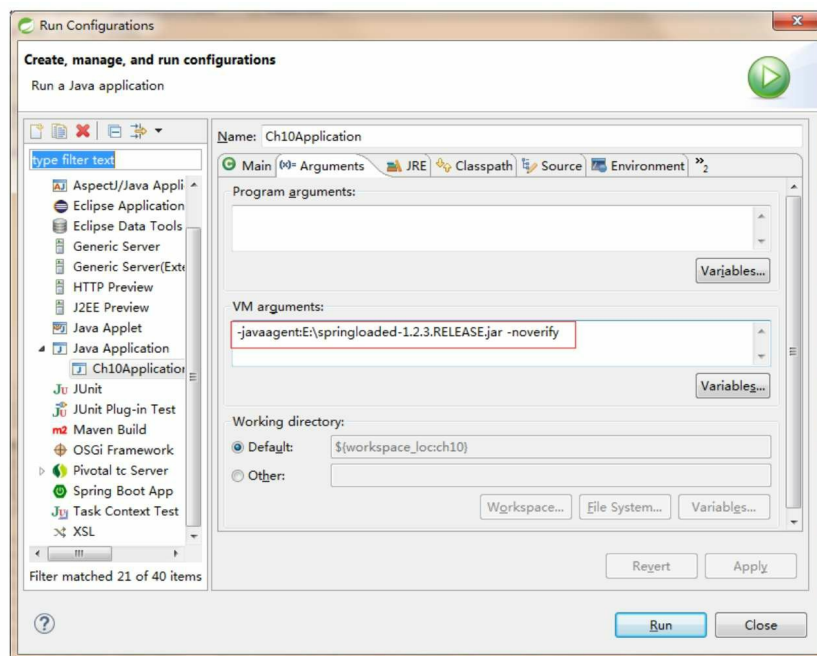 Run Configurations
Create, manage, and run configurations
Run a Java application
type filter text
AspectJ/Java Appli
Eclipse Application
Eclipse Data Tools
Generic Server
Generic Server(Exte
HTTP Preview
J2EE Preview
Java Applet
Java Application
Ch10Application
JUnit
JUnit Plug-in Test
Maven Build
OSGi Framework
Pivotal tc Server
Spring Boot App
Task Context Test
XSL
Filter matched 21 of 40 items
Name: Ch10Application
Main (x)= Arguments JRE Classpath Source Environment »2
Program arguments:
Variables...
VM arguments:
-javaagent:E:\springloaded-1.2.3.RELEASE.jar -noverify
Variables...
Working directory:
Default: ${workspace_loc:ch10}
Other:
Workspace... File System... Variables...
Revert Apply
Run Close